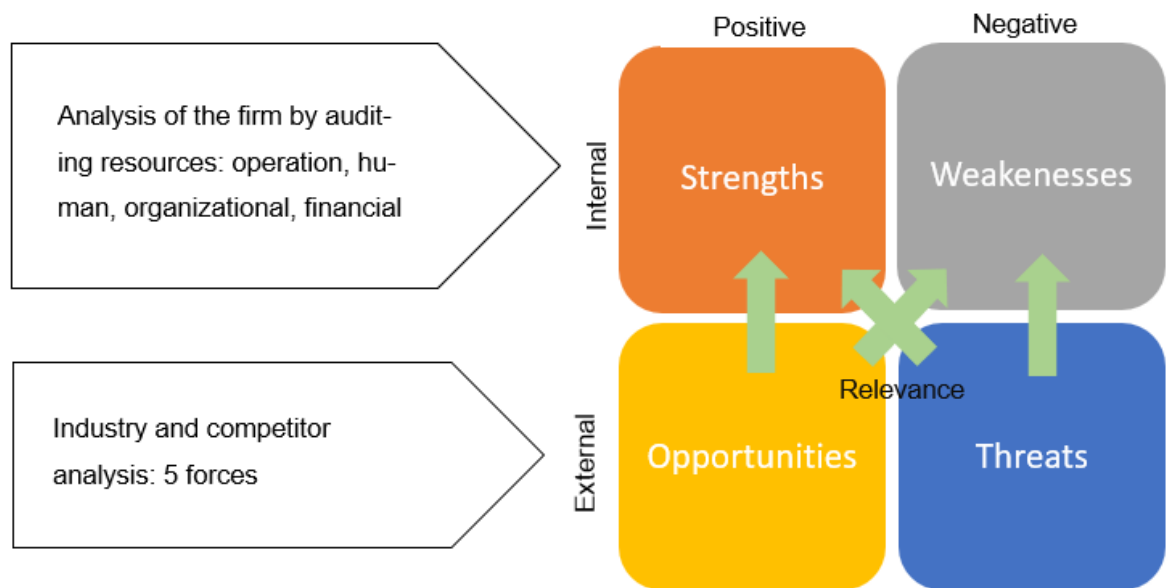 Positive
Negative
Analysis of the firm by audit-
ing resources: operation, hu-
man, organizational, financial
Internal
Strengths
Weakenesses
Industry and competitor
analysis: 5 forces
External
Relevance
Opportunities
Threats